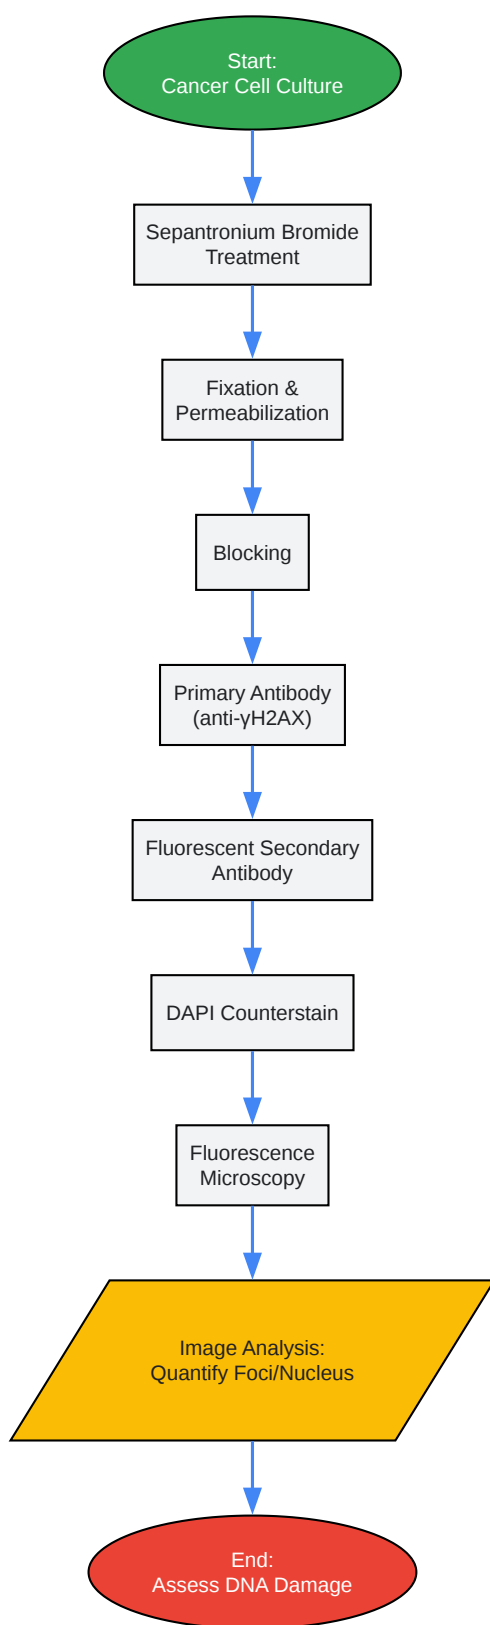 Start:
Cancer Cell Culture
Sepantronium Bromide
Treatment
Fixation &
Permeabilization
Blocking
Primary Antibody
(anti-γH2AX)
Fluorescent Secondary
Antibody
DAPI Counterstain
Fluorescence
Microscopy
Image Analysis:
Quantify Foci/Nucleus
End:
Assess DNA Damage